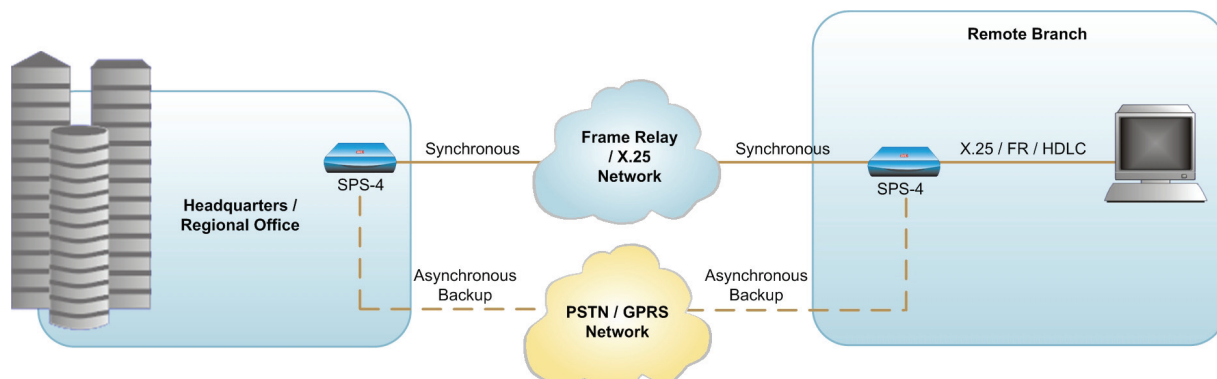 Remote Branch
Frame Relay
/ X.25
Network
Synchronous
Synchronous
X.25 / FR / HDLC
SPS-4
SPS-4
Headquarters /
Regional Office
Asynchronous
Backup
PSTN / GPRS
Network
Asynchronous
Backup